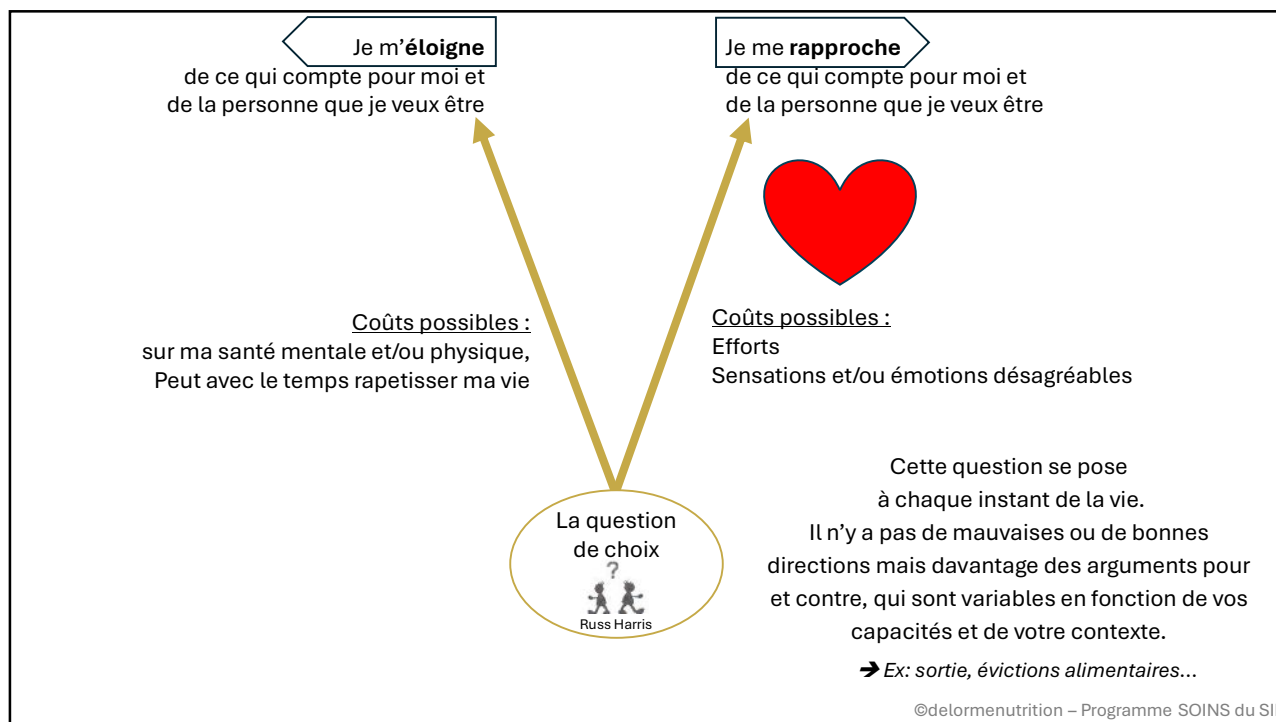 Je m’éloigne
de ce qui compte pour moi et
de la personne que je veux être
Je me rapproche
de ce qui compte pour moi et
de la personne que je veux être
Coûts possibles :
sur ma santé mentale et/ou physique,
Peut avec le temps rapetisser ma vie
Coûts possibles :
Efforts
Sensations et/ou émotions désagréables
La question
de choix
?
Russ Harris
Cette question se pose
à chaque instant de la vie.
Il n’y a pas de mauvaises ou de bonnes
directions mais davantage des arguments pour
et contre, qui sont variables en fonction de vos
capacités et de votre contexte.
➔ Ex: sortie, évictions alimentaires...
©delormenutrition – Programme SOINS du